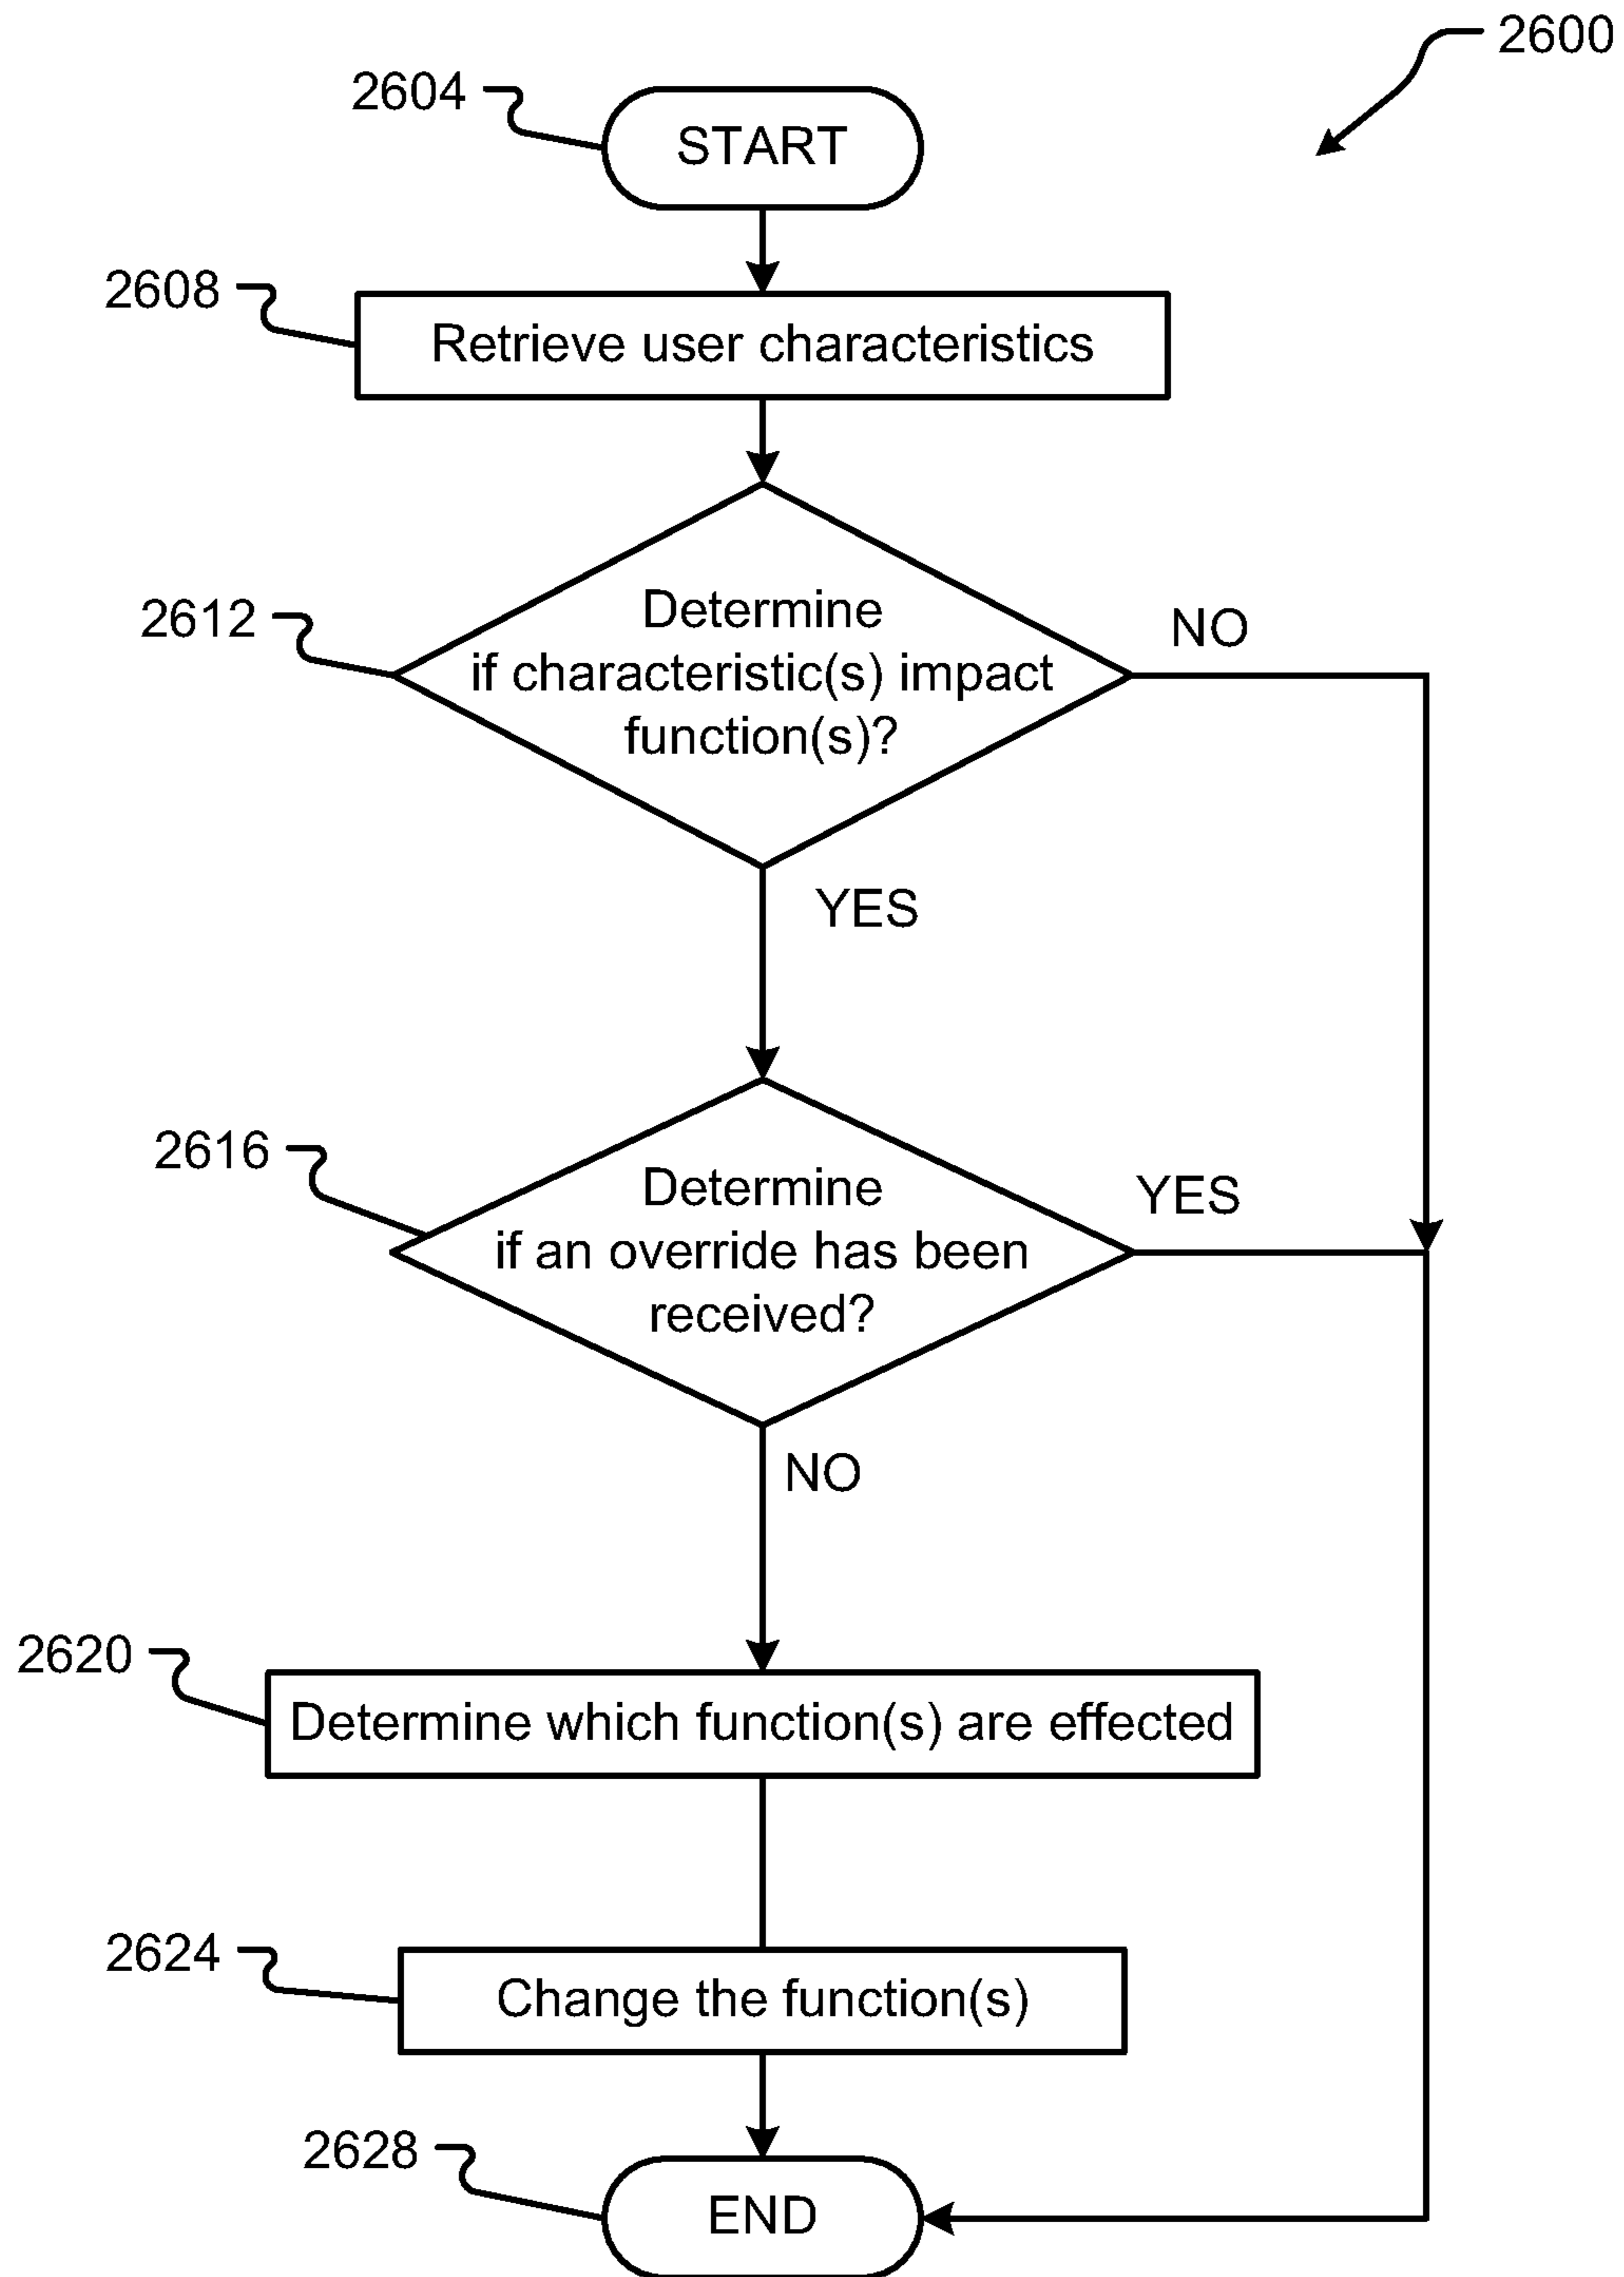 2600
2604
START
2608
Retrieve user characteristics
2612
Determine
if characteristic(s) impact
function(s)?
NO
YES
2616
Determine
if an override has been
received?
YES
NO
2620
Determine which function(s) are effected
2624
Change the function(s)
2628
END